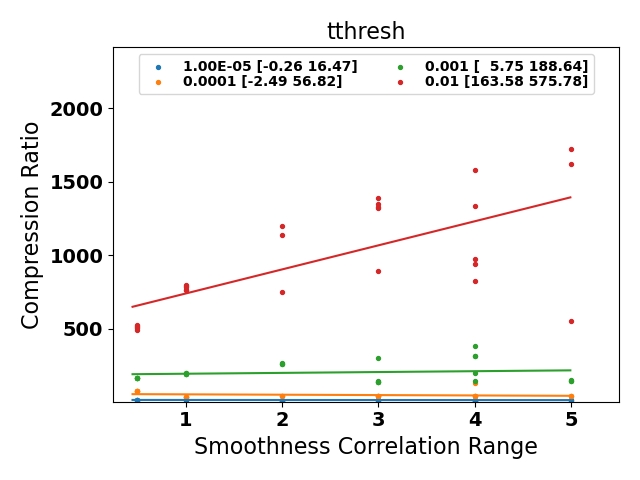 tthresh
1.00E-05 [-0.26 16.47]
0.0001 [-2.49 56.82]
0.001 [  5.75 188.64]
0.01 [163.58 575.78]
Compression Ratio
2000
1500
1000
500
1 2 3 4 5
Smoothness Correlation Range